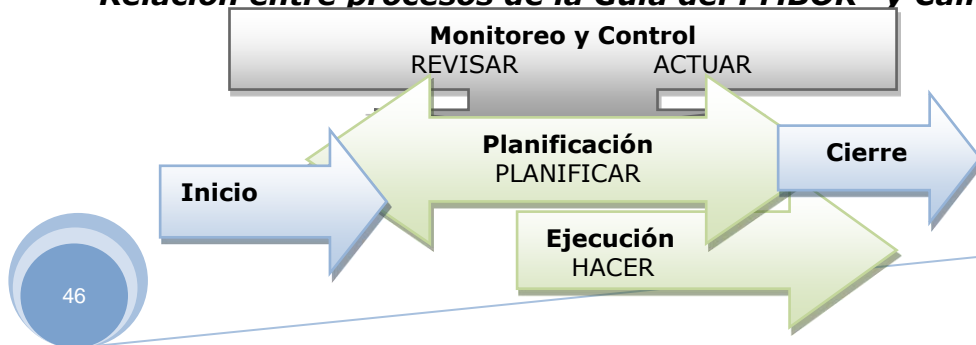 Relación entre procesos de la Guía del
Monitoreo y Control
REVISAR ACTUAR
Planificación
PLANIFICAR
Cierre
Inicio
Ejecución
HACER
46